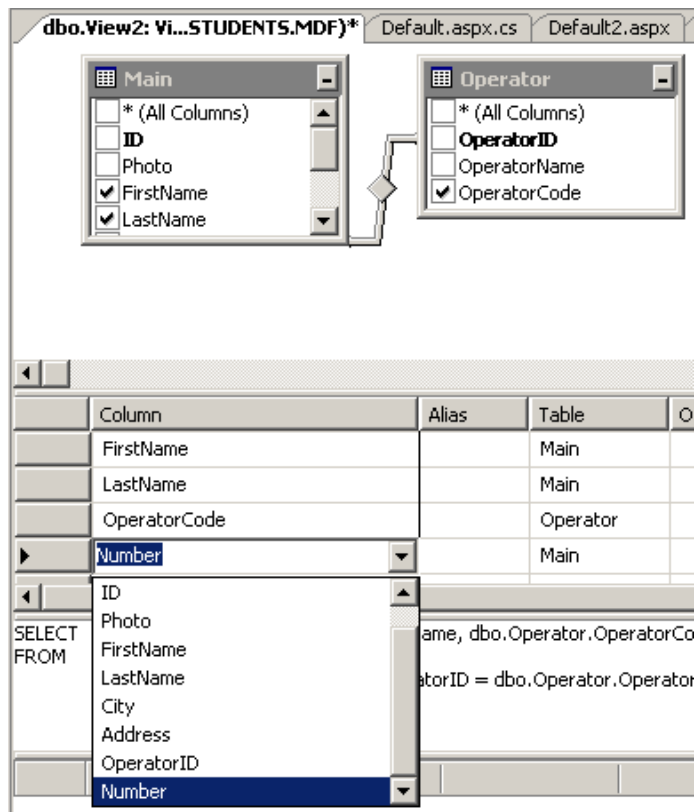 dbo.View2: Vi...STUDENTS.MDF)* Default.aspx.cs Default2.aspx
Main
* (All Columns)
ID
Photo
FirstName
LastName
Operator
* (All Columns)
OperatorID
OperatorName
OperatorCode
Column Alias Table O
FirstName Main
LastName Main
OperatorCode Operator
Number Main
ID
Photo
FirstName
LastName
City
Address
OperatorID
Number
SELECT ame, dbo.Operator.OperatorCo
FROM
atorID = dbo.Operator.Operator